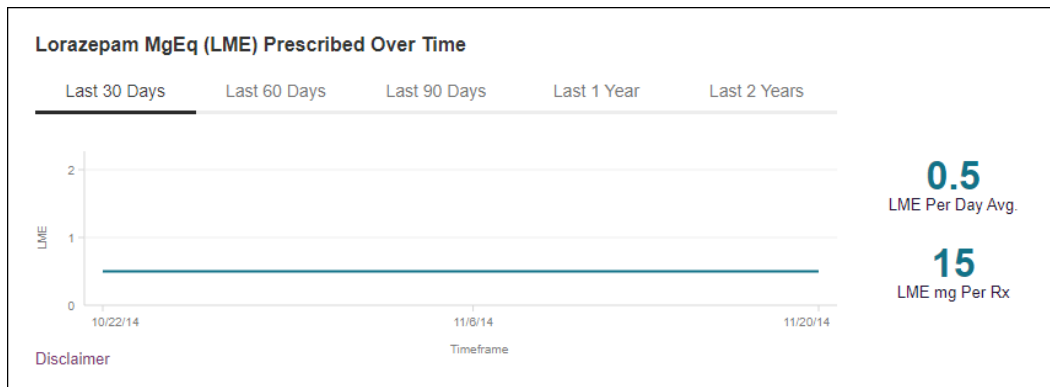 Lorazepam MgEq (LME) Prescribed Over Time
Last 30 Days Last 60 Days Last 90 Days Last 1 Year Last 2 Years
2
1
0
LME
10/22/14 11/6/14 11/20/14
Timeframe
0.5
LME Per Day Avg.
15
LME mg Per Rx
Disclaimer